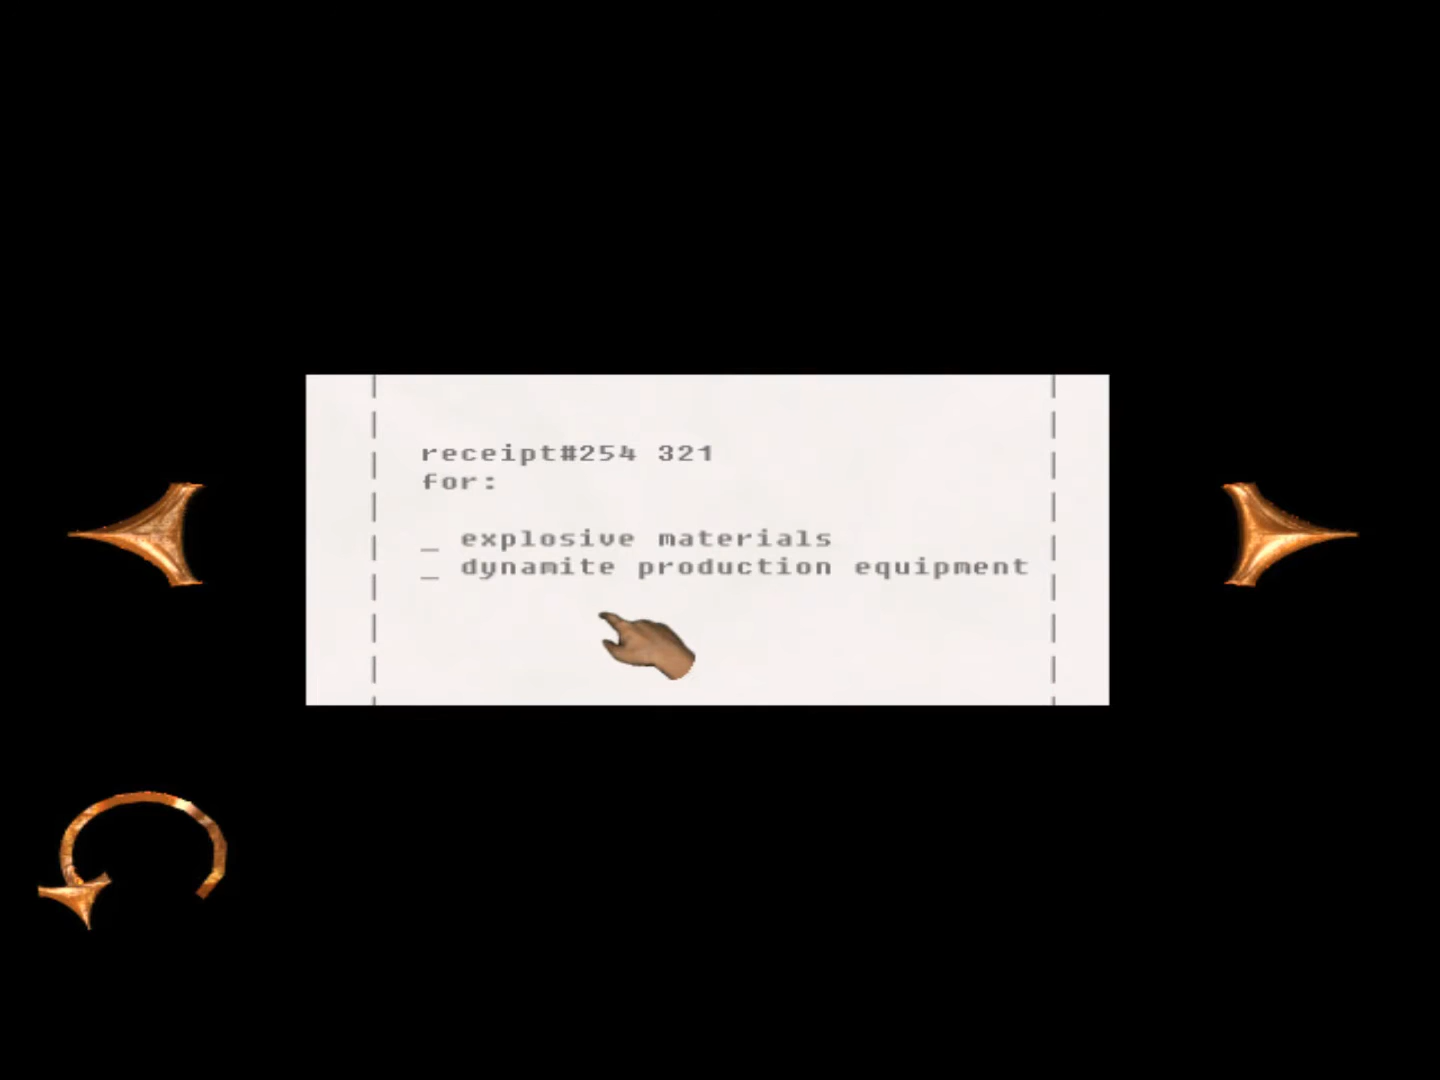 receipt#254 321
for:
_ explosive materials
_ dynamite production equipment